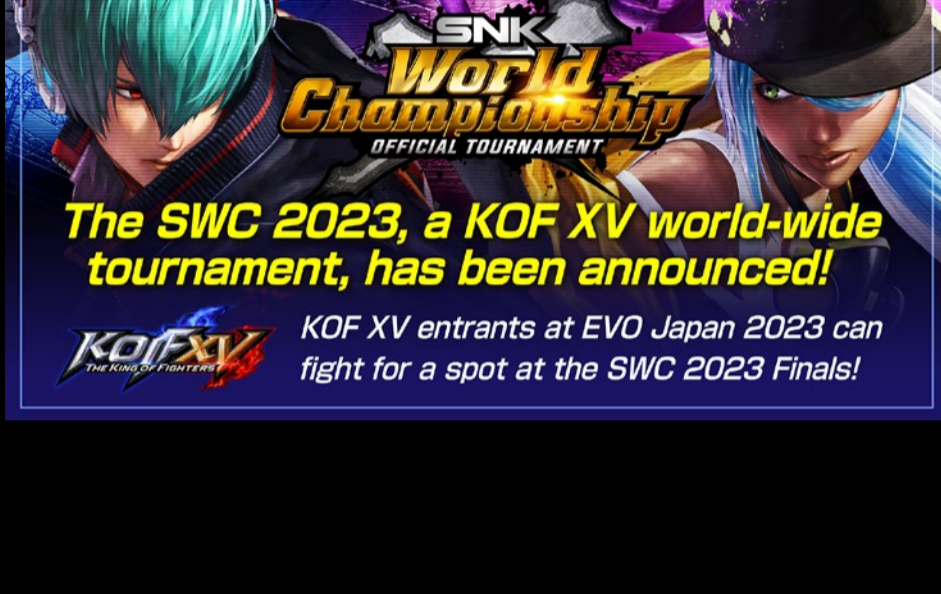 SNK
World
Championship
OFFICIAL TOURNAMENT
The SWC 2023, a KOF XV world-wide
tournament, has been announced!
KOF XV
THE KING OF FIGHTERS
KOF XV entrants at EVO Japan 2023 can
fight for a spot at the SWC 2023 Finals!